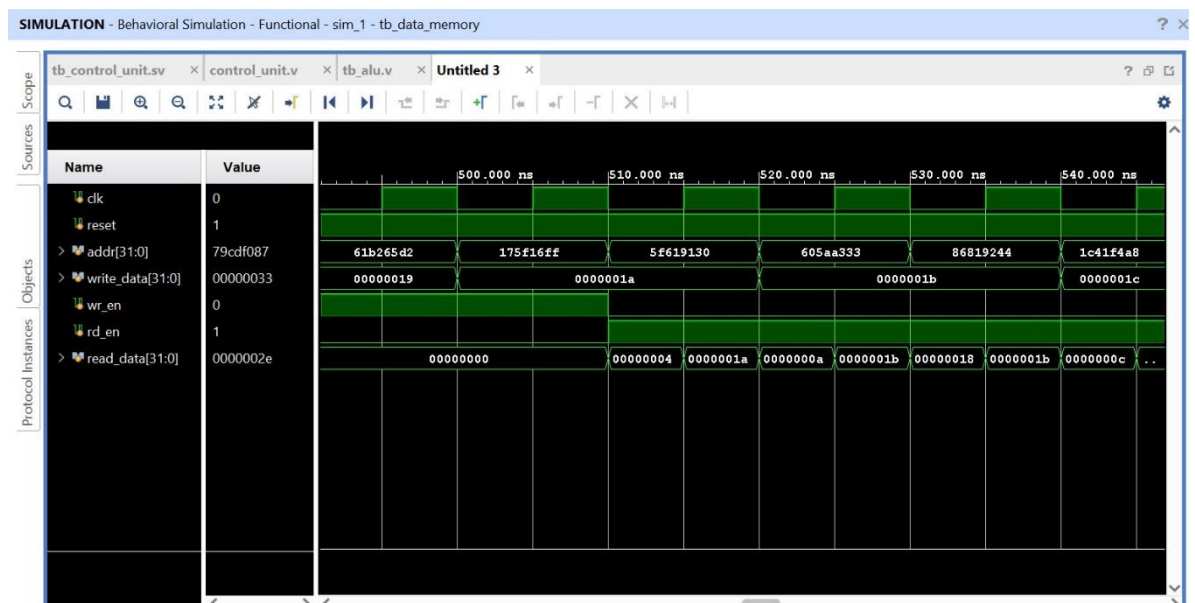 SIMULATION - Behavioral Simulation - Functional - sim_1 - tb_data_memory
Scope
Sources
Objects
Protocol Instances
tb_control_unit.sv × control_unit.v × tb_alu.v × Untitled 3 ×
Name Value
500.000 ns 510.000 ns 520.000 ns 530.000 ns 540.000 ns
clk 0
reset 1
addr[31:0] 79cdf087 61b265d2 175f16ff 5f619130 605aa333 86819244 1c41f4a8
write_data[31:0] 00000033 00000019 0000001a 0000001b 0000001c
wr_en 0
rd_en 1
read_data[31:0] 0000002e 00000000 00000004 0000001a 0000000a 0000001b 00000018 0000001b 0000000c ..